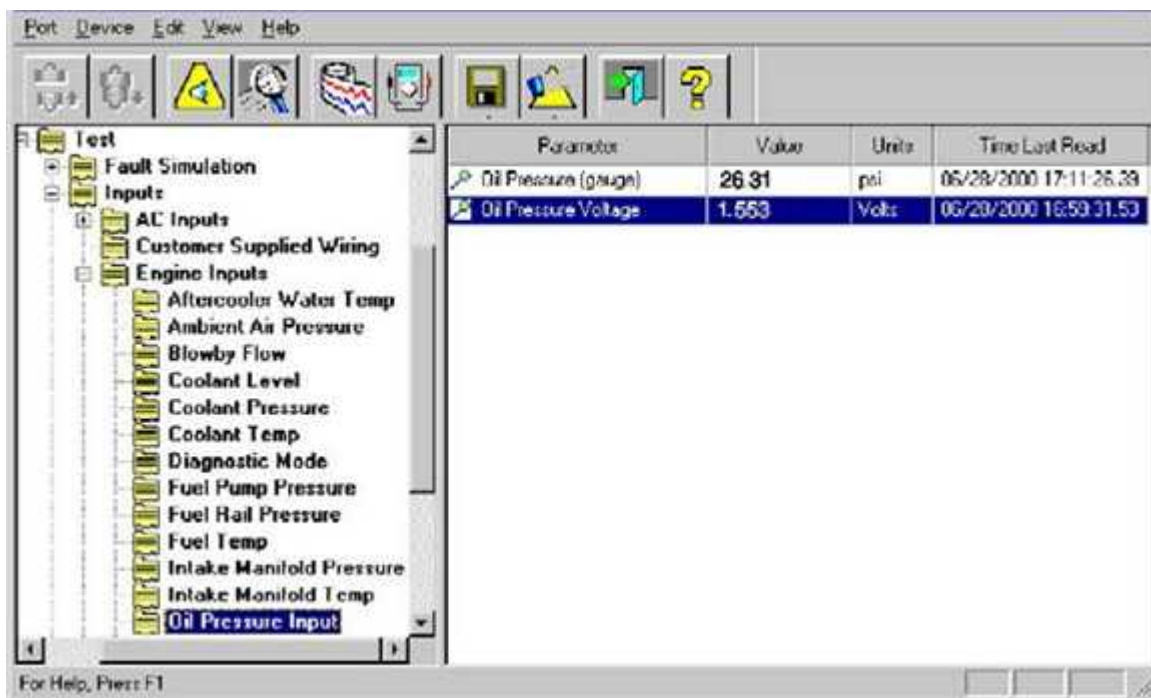 Port Device Edit View Help
Test
Fault Simulation
Inputs
AC Inputs
Customer Supplied Wiring
Engine Inputs
Aftercooler Water Temp
Ambient Air Pressure
Blowby Flow
Coolant Level
Coolant Pressure
Coolant Temp
Diagnostic Mode
Fuel Pump Pressure
Fuel Rail Pressure
Fuel Temp
Intake Manifold Pressure
Intake Manifold Temp
Oil Pressure Input
Parameter Value Units Time Last Read
Oil Pressure (gauge) 26.31 psi 06/28/2000 17:11:26.39
Oil Pressure Voltage 1.553 Volts 06/28/2000 16:59:31.53
For Help, Press F1